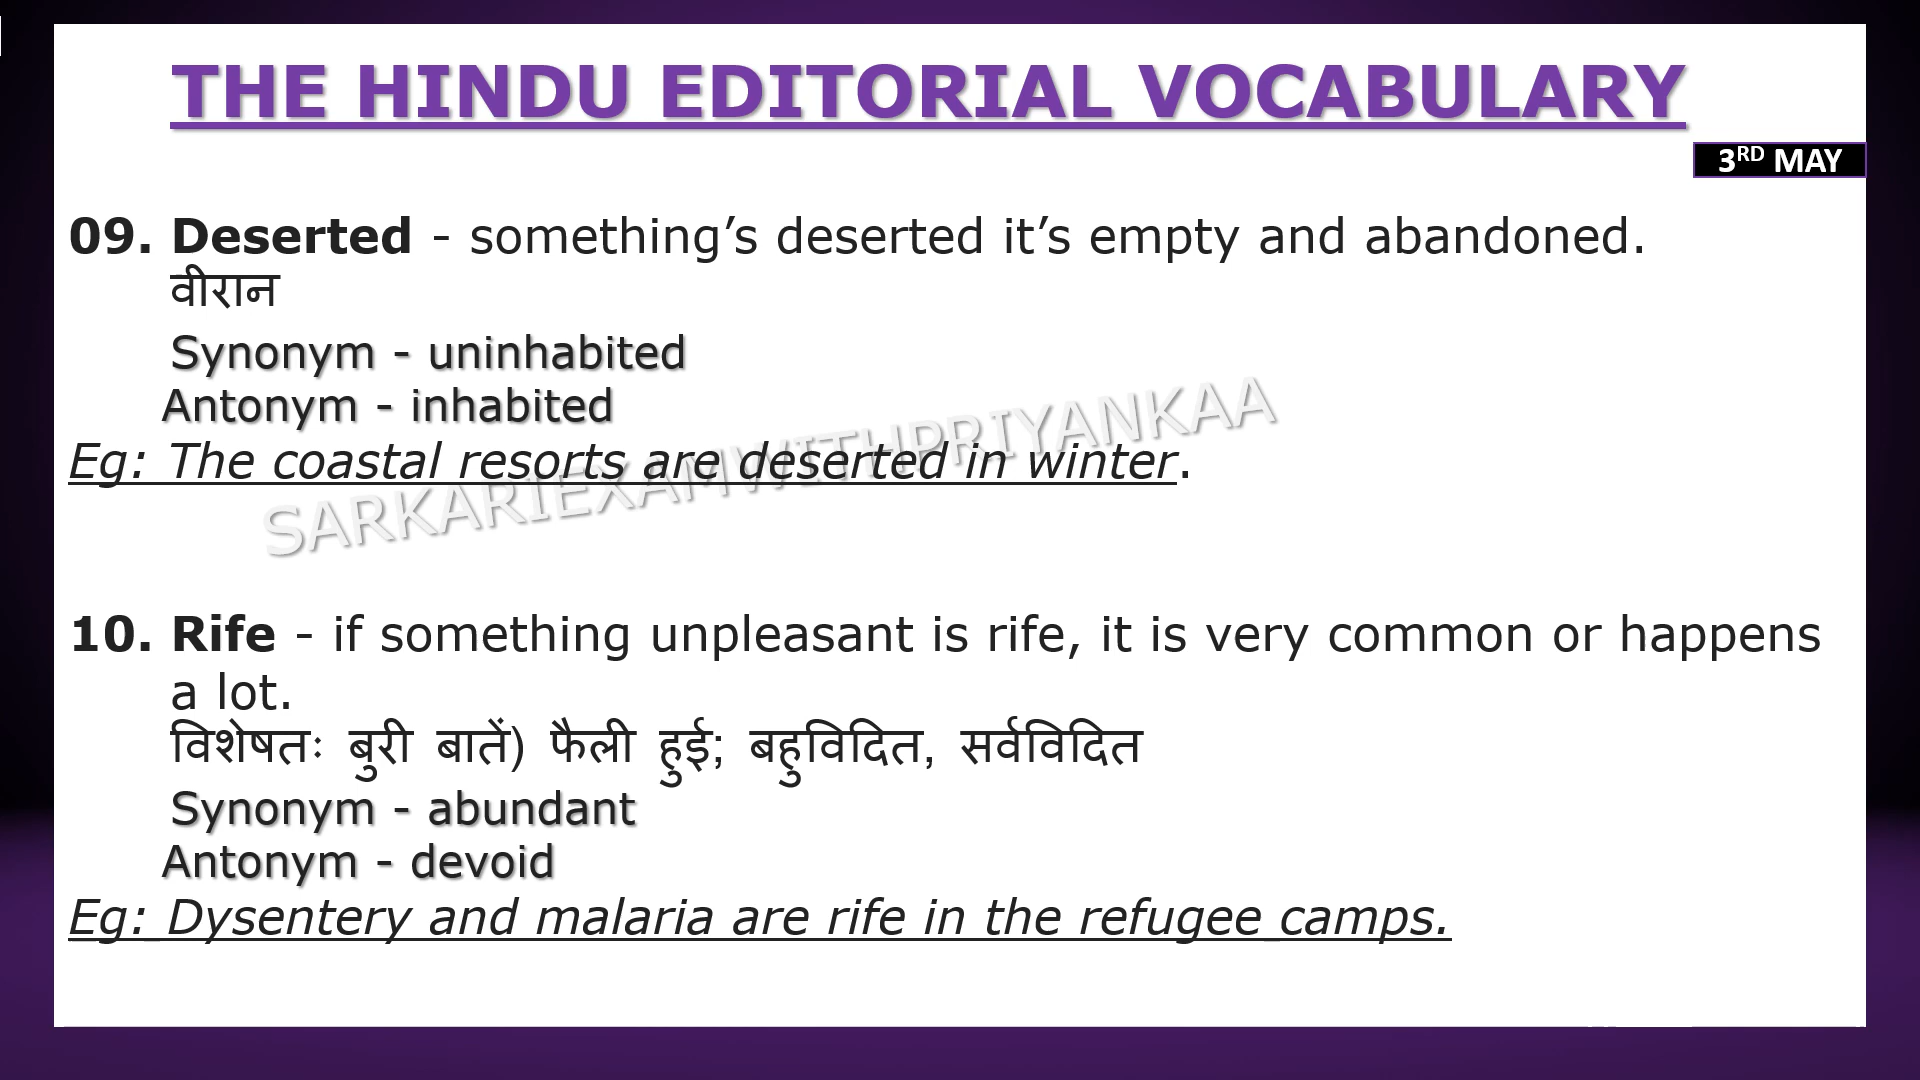 THE HINDU EDITORIAL VOCABULARY
3RD MAY
09. Deserted - something’s deserted it’s empty and abandoned.
वीरान
Synonym - uninhabited
Antonym - inhabited
Eg: The coastal resorts are deserted in winter.
SARKARIEXAMWITHPRIYANKAA
10. Rife - if something unpleasant is rife, it is very common or happens
a lot.
विशेषतः बुरी बातें) फैली हुई; बहुविदित, सर्वविदित
Synonym - abundant
Antonym - devoid
Eg: Dysentery and malaria are rife in the refugee camps.